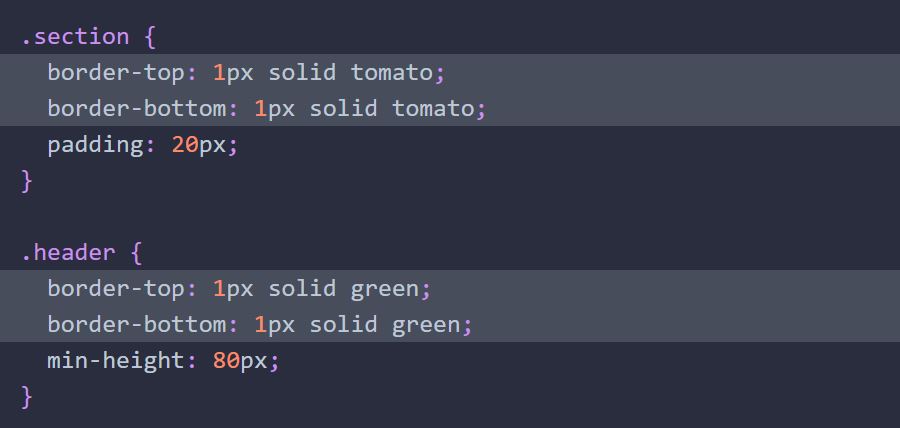 .section {
  border-top: 1px solid tomato;
  border-bottom: 1px solid tomato;
  padding: 20px;
}

.header {
  border-top: 1px solid green;
  border-bottom: 1px solid green;
  min-height: 80px;
}